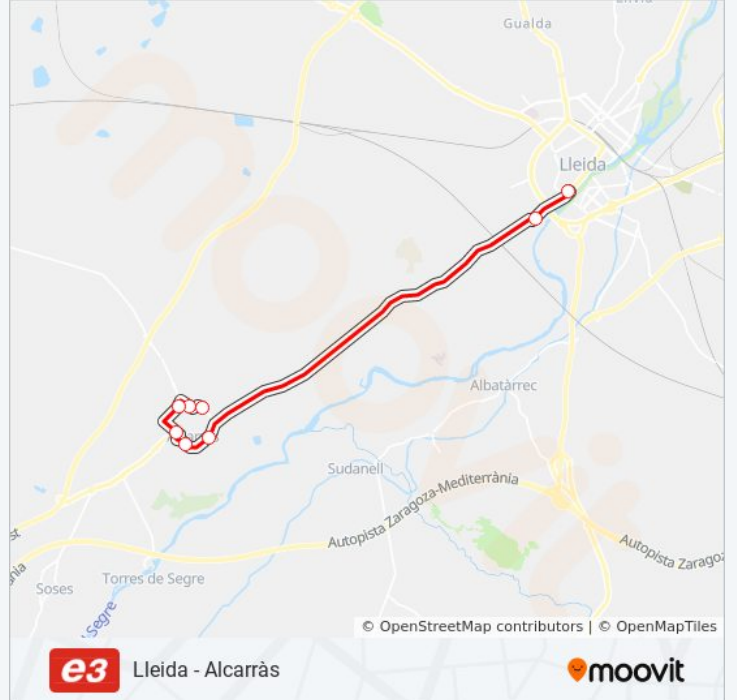 Gualda
Lleida
Albatàrrec
Sudanell
Autopista Zaragoza-Mediterrània
Autopista Zaragoza
Torres de Segre
Soses
Segre
© OpenStreetMap contributors | © OpenMapTiles
e3 Lleida - Alcarràs
moovit